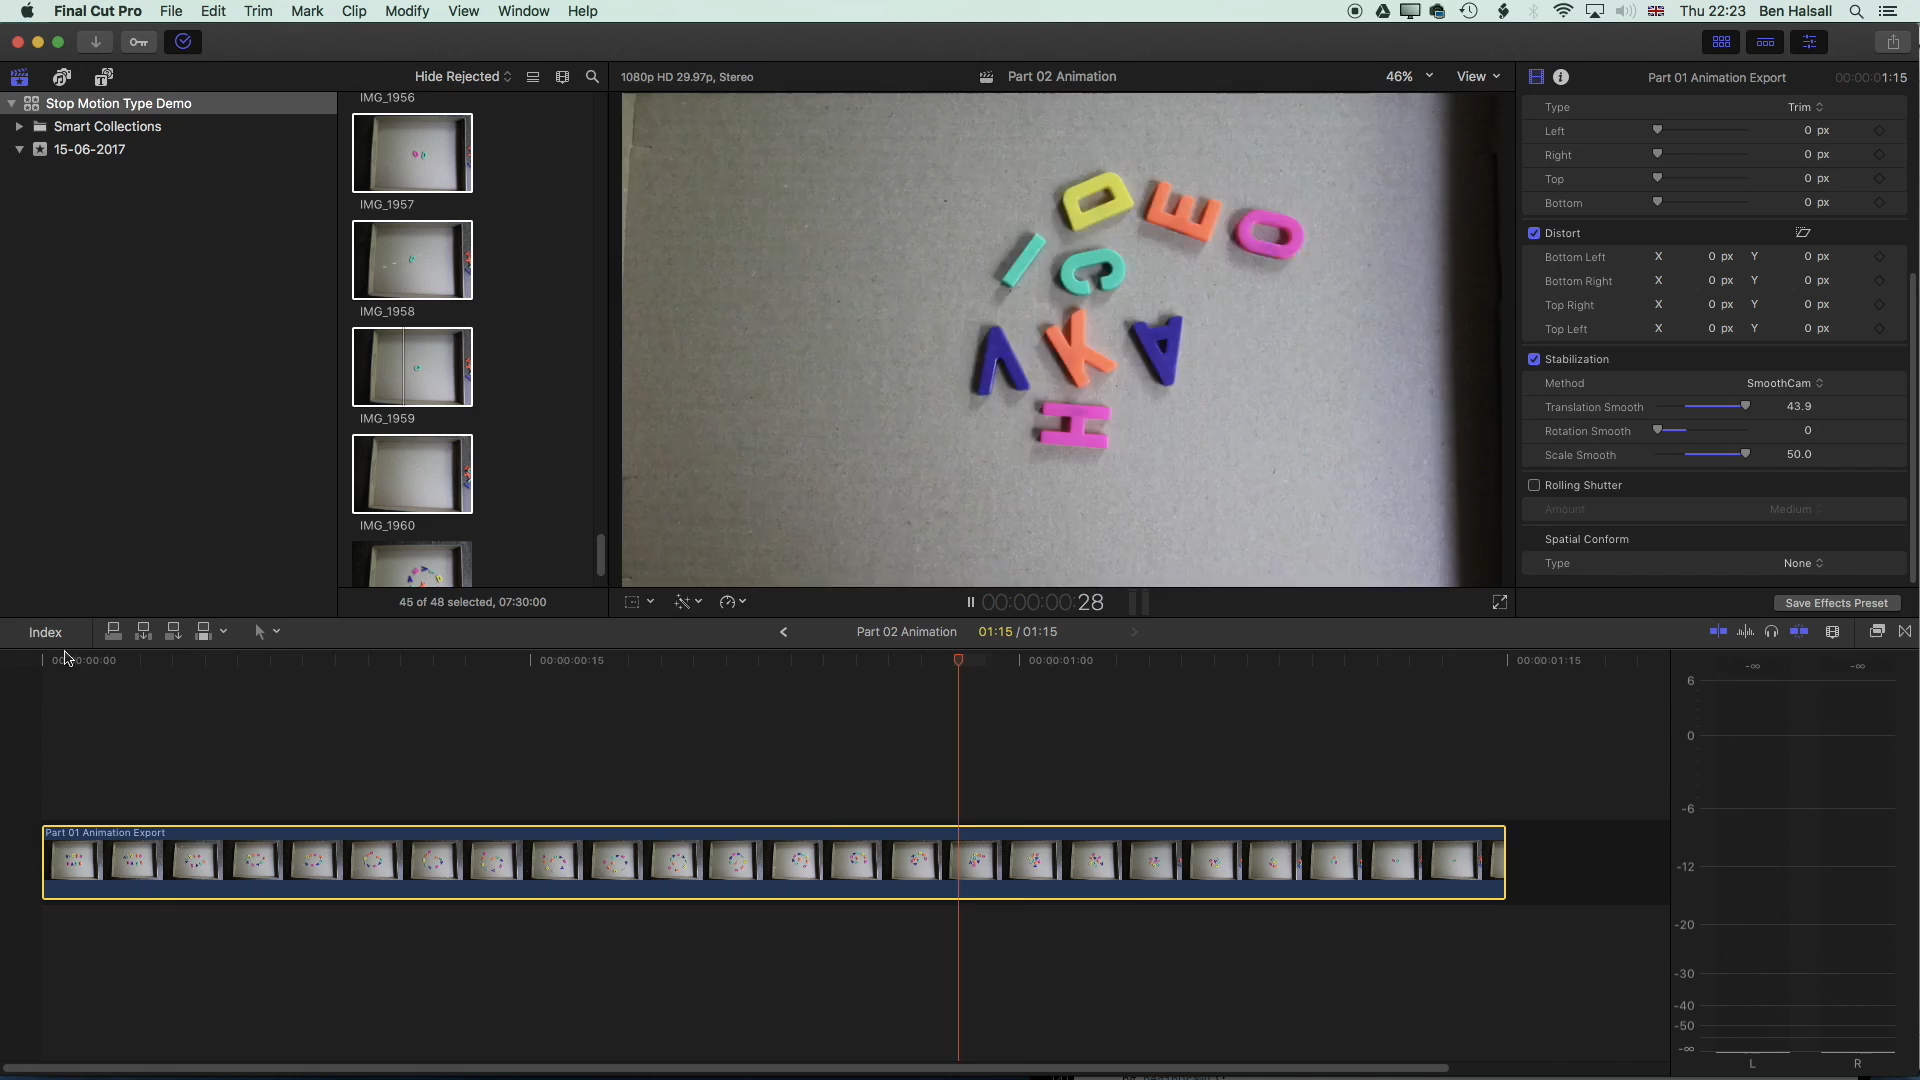 Final Cut Pro File Edit Trim Mark Clip Modify View Window Help Thu 22:23 Ben Halsall
Hide Rejected 1080p HD 29.97p, Stereo Part 02 Animation 46% View Part 01 Animation Export 00:00:01:15
Stop Motion Type Demo
Smart Collections
15-06-2017
IMG_1956
IMG_1957
IMG_1958
IMG_1959
IMG_1960
45 of 48 selected, 07:30:00
D E O
I C
V K A
H
00:00:00:28
Type Trim
Left 0 px
Right 0 px
Top 0 px
Bottom 0 px
Distort
Bottom Left X 0 px Y 0 px
Bottom Right X 0 px Y 0 px
Top Right X 0 px Y 0 px
Top Left X 0 px Y 0 px
Stabilization
Method SmoothCam
Translation Smooth 43.9
Rotation Smooth 0
Scale Smooth 50.0
Rolling Shutter
Amount Medium
Spatial Conform
Type None
Save Effects Preset
Index Part 02 Animation 01:15 / 01:15
00:00:00:15 00:00:01:00 00:00:01:15
Part 01 Animation Export
-∞ -∞
6
0
-6
-12
-20
-30
-40
-50
-∞
L R